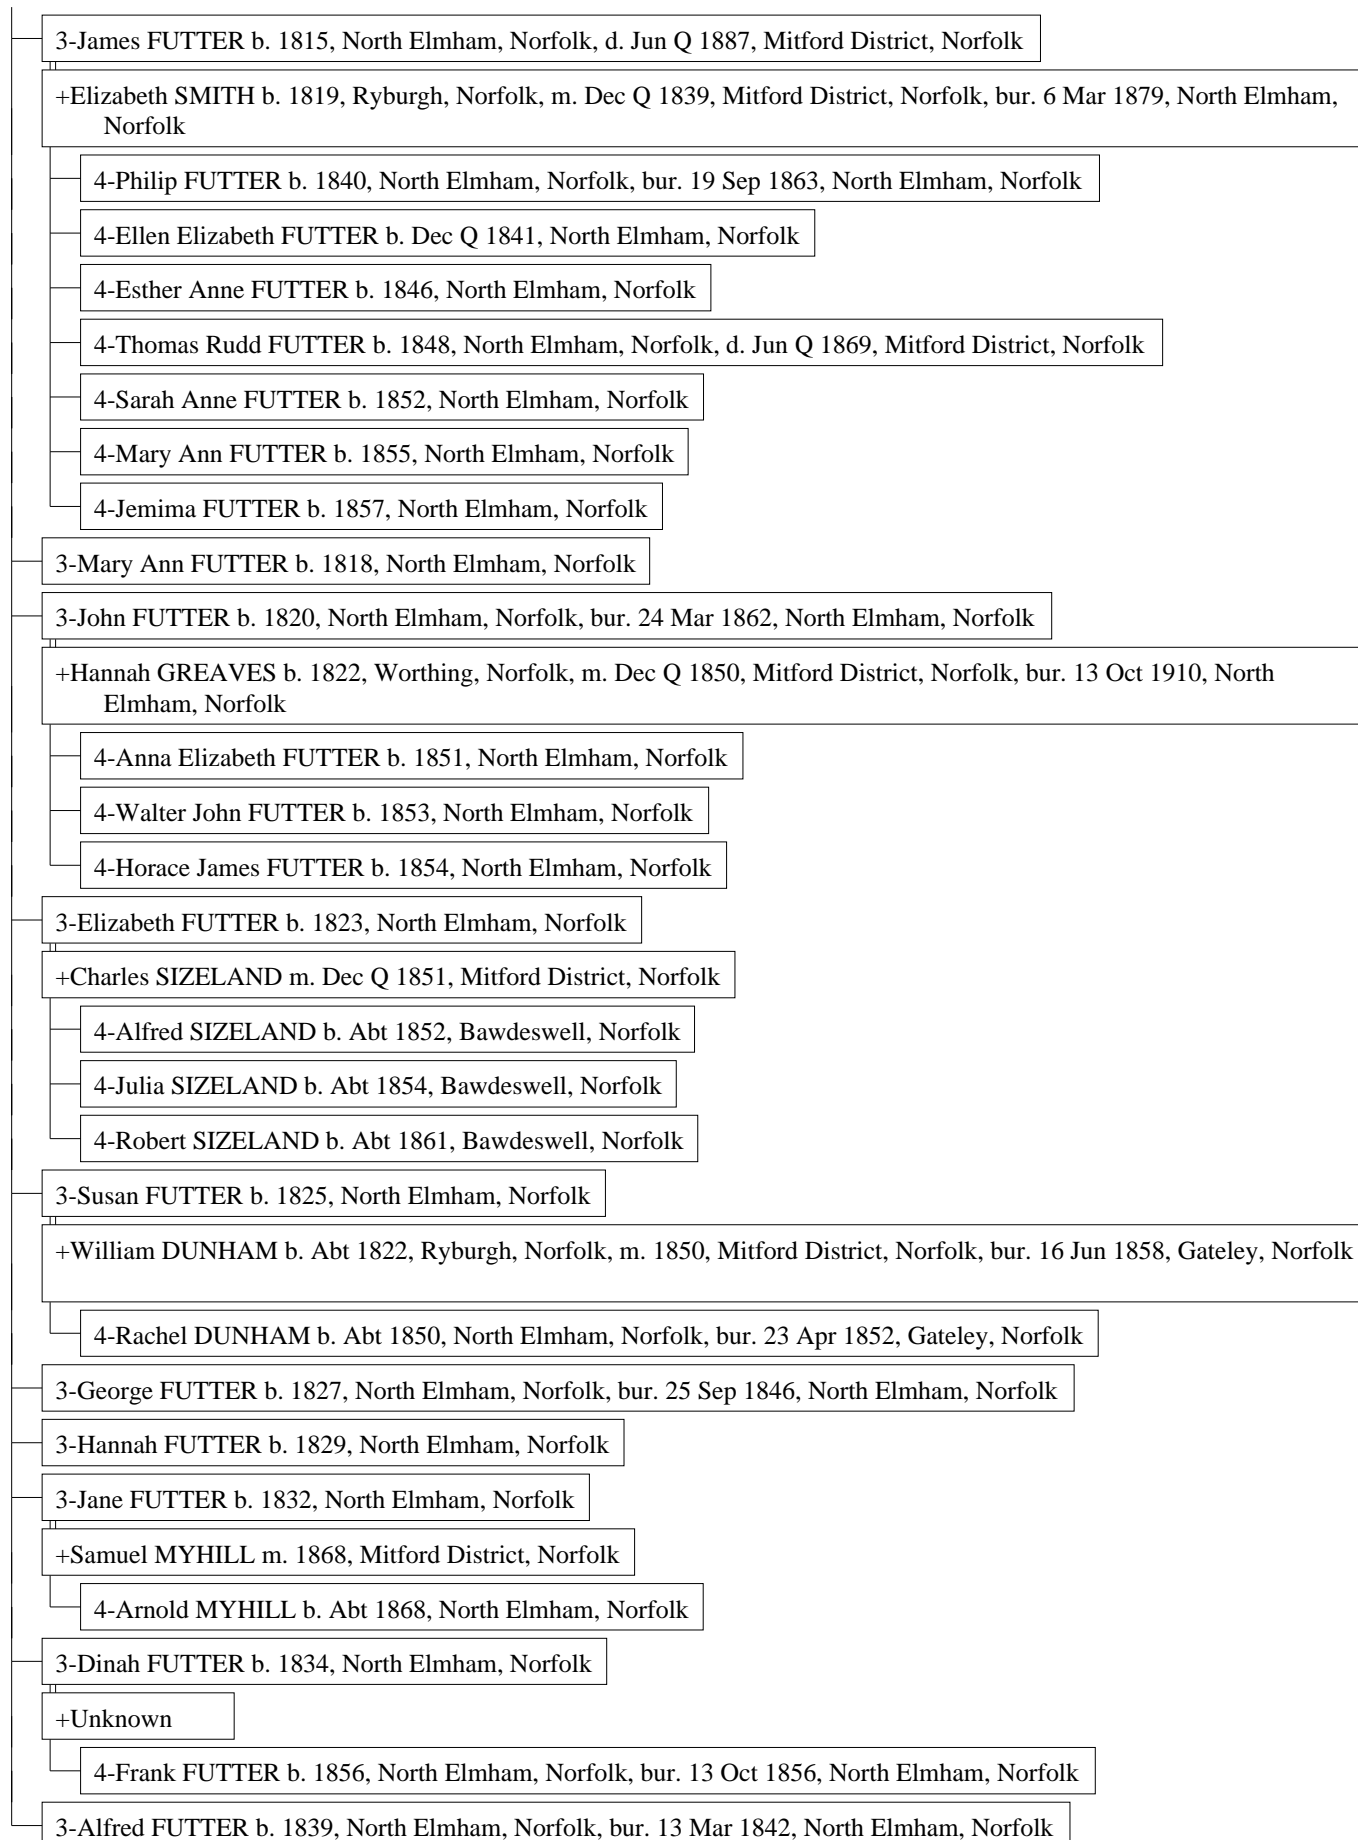 3-James FUTTER b. 1815, North Elmham, Norfolk, d. Jun Q 1887, Mitford District, Norfolk
+Elizabeth SMITH b. 1819, Ryburgh, Norfolk, m. Dec Q 1839, Mitford District, Norfolk, bur. 6 Mar 1879, North Elmham,
Norfolk
4-Philip FUTTER b. 1840, North Elmham, Norfolk, bur. 19 Sep 1863, North Elmham, Norfolk
4-Ellen Elizabeth FUTTER b. Dec Q 1841, North Elmham, Norfolk
4-Esther Anne FUTTER b. 1846, North Elmham, Norfolk
4-Thomas Rudd FUTTER b. 1848, North Elmham, Norfolk, d. Jun Q 1869, Mitford District, Norfolk
4-Sarah Anne FUTTER b. 1852, North Elmham, Norfolk
4-Mary Ann FUTTER b. 1855, North Elmham, Norfolk
4-Jemima FUTTER b. 1857, North Elmham, Norfolk
3-Mary Ann FUTTER b. 1818, North Elmham, Norfolk
3-John FUTTER b. 1820, North Elmham, Norfolk, bur. 24 Mar 1862, North Elmham, Norfolk
+Hannah GREAVES b. 1822, Worthing, Norfolk, m. Dec Q 1850, Mitford District, Norfolk, bur. 13 Oct 1910, North
Elmham, Norfolk
4-Anna Elizabeth FUTTER b. 1851, North Elmham, Norfolk
4-Walter John FUTTER b. 1853, North Elmham, Norfolk
4-Horace James FUTTER b. 1854, North Elmham, Norfolk
3-Elizabeth FUTTER b. 1823, North Elmham, Norfolk
+Charles SIZELAND m. Dec Q 1851, Mitford District, Norfolk
4-Alfred SIZELAND b. Abt 1852, Bawdeswell, Norfolk
4-Julia SIZELAND b. Abt 1854, Bawdeswell, Norfolk
4-Robert SIZELAND b. Abt 1861, Bawdeswell, Norfolk
3-Susan FUTTER b. 1825, North Elmham, Norfolk
+William DUNHAM b. Abt 1822, Ryburgh, Norfolk, m. 1850, Mitford District, Norfolk, bur. 16 Jun 1858, Gateley, Norfolk
4-Rachel DUNHAM b. Abt 1850, North Elmham, Norfolk, bur. 23 Apr 1852, Gateley, Norfolk
3-George FUTTER b. 1827, North Elmham, Norfolk, bur. 25 Sep 1846, North Elmham, Norfolk
3-Hannah FUTTER b. 1829, North Elmham, Norfolk
3-Jane FUTTER b. 1832, North Elmham, Norfolk
+Samuel MYHILL m. 1868, Mitford District, Norfolk
4-Arnold MYHILL b. Abt 1868, North Elmham, Norfolk
3-Dinah FUTTER b. 1834, North Elmham, Norfolk
+Unknown
4-Frank FUTTER b. 1856, North Elmham, Norfolk, bur. 13 Oct 1856, North Elmham, Norfolk
3-Alfred FUTTER b. 1839, North Elmham, Norfolk, bur. 13 Mar 1842, North Elmham, Norfolk